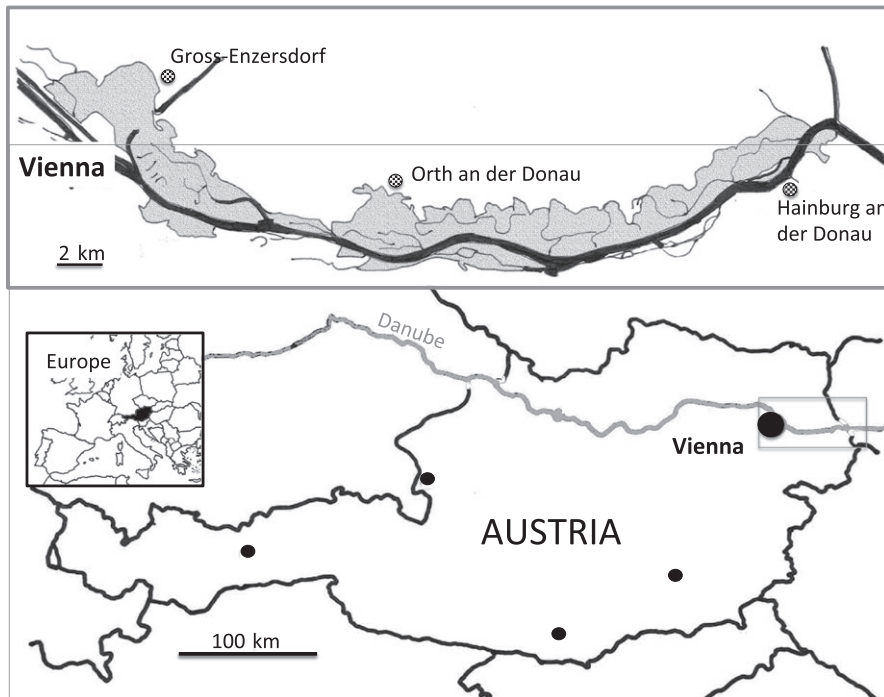 Gross-Enzersdorf
Vienna
Orth an der Donau
Hainburg an
der Donau
2 km
Danube
Europe
Vienna
AUSTRIA
100 km